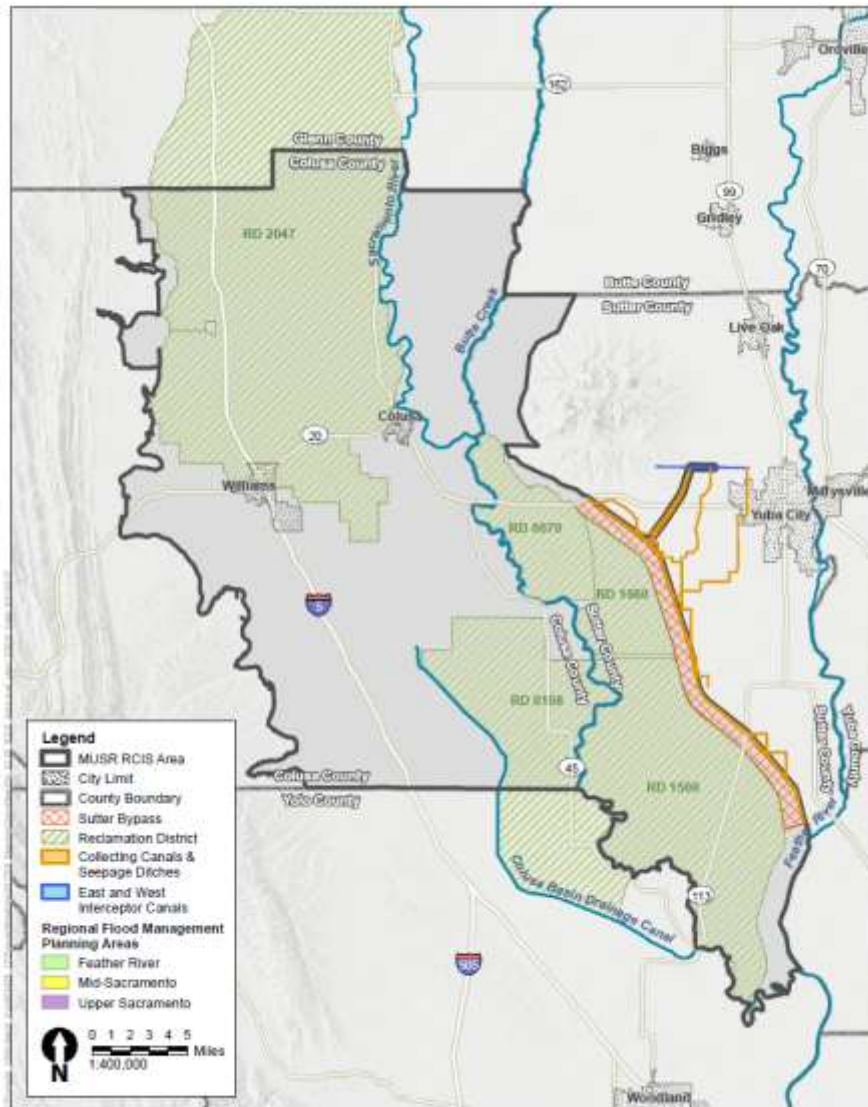 Oroville
162
Glenn County
Colusa County
Biggs
99
Sacramento River
Gridley
RD 2047
70
Butte County
Sutter County
Butte Creek
Live Oak
Colusa
20
Williams
Marysville
Yuba City
RD 0070
5
RD 1660
Colusa County
Sutter County
RD 0108
Sutter County
Yuba County
Colusa County
Yolo County
45
RD 1500
Feather River
Colusa Basin Drainage Canal
113
505
Woodland
Legend
MUSR RCIS Area
City Limit
County Boundary
Sutter Bypass
Reclamation District
Collecting Canals &
Seepage Ditches
East and West
Interceptor Canals
Regional Flood Management
Planning Areas
Feather River
Mid-Sacramento
Upper Sacramento
0 1 2 3 4 5
Miles
1:400,000
N